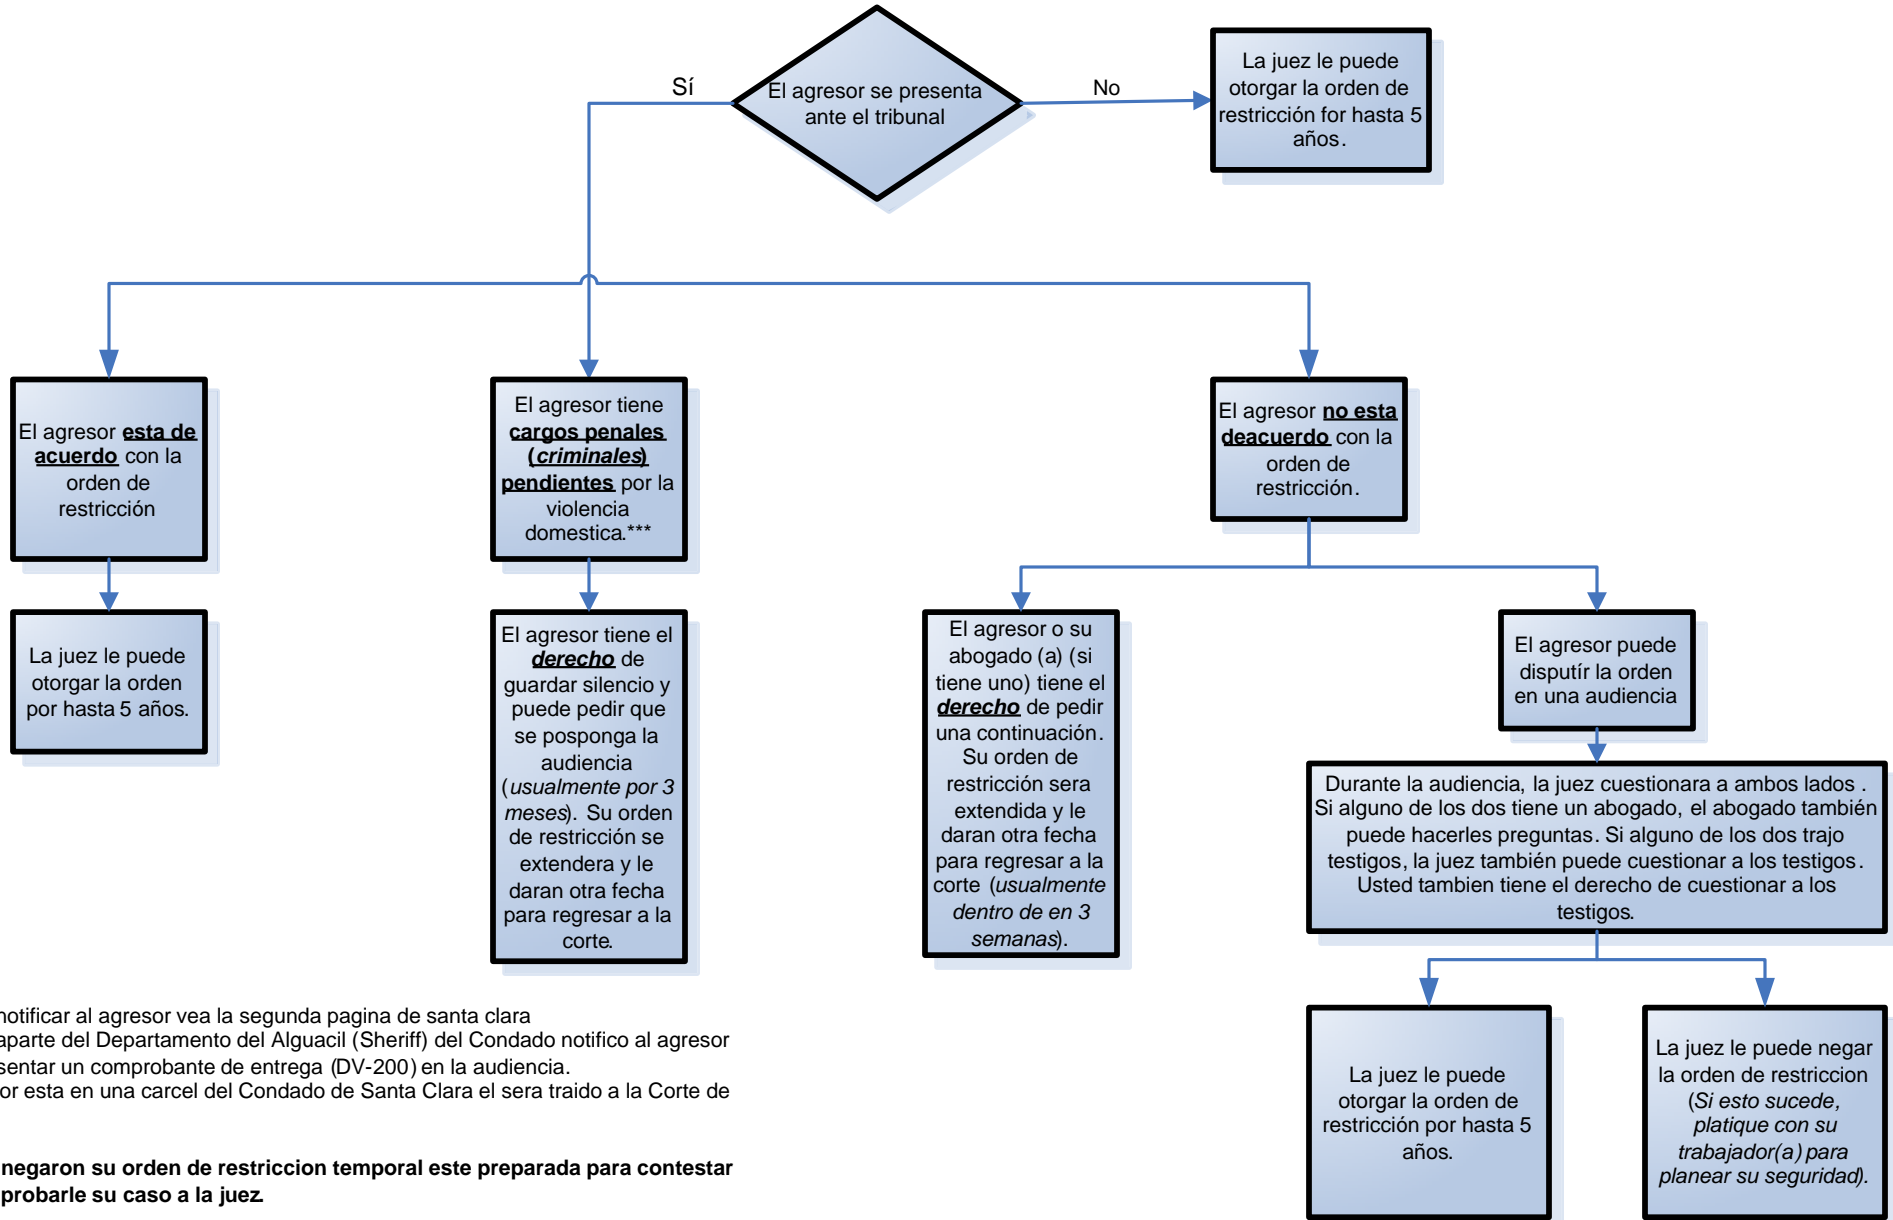 El agresor se presenta
ante el tribunal
Sí
No
La juez le puede
otorgar la orden de
restricción for hasta 5
años.
El agresor esta de
acuerdo con la
orden de
restricción
El agresor tiene
cargos penales
(criminales)
pendientes por la
violencia
domestica.***
El agresor no esta
deacuerdo con la
orden de
restricción.
La juez le puede
otorgar la orden
por hasta 5 años.
El agresor tiene el
derecho de
guardar silencio y
puede pedir que
se posponga la
audiencia
(usualmente por 3
meses). Su orden
de restricción se
extendera y le
daran otra fecha
para regresar a la
corte.
El agresor o su
abogado (a) (si
tiene uno) tiene el
derecho de pedir
una continuación.
Su orden de
restricción sera
extendida y le
daran otra fecha
para regresar a la
corte (usualmente
dentro de en 3
semanas).
El agresor puede
disputír la orden
en una audiencia
Durante la audiencia, la juez cuestionara a ambos lados .
Si alguno de los dos tiene un abogado, el abogado también
puede hacerles preguntas. Si alguno de los dos trajo
testigos, la juez también puede cuestionar a los testigos.
Usted tambien tiene el derecho de cuestionar a los
testigos.
La juez le puede
otorgar la orden de
restricción por hasta 5
años.
La juez le puede negar
la orden de restriccion
(Si esto sucede,
platique con su
trabajador(a) para
planear su seguridad).
notificar al agresor vea la segunda pagina de santa clara
aparte del Departamento del Alguacil (Sheriff) del Condado notifico al agresor
sentar un comprobante de entrega (DV-200) en la audiencia.
or esta en una carcel del Condado de Santa Clara el sera traido a la Corte de
negaron su orden de restriccion temporal este preparada para contestar
probarle su caso a la juez.